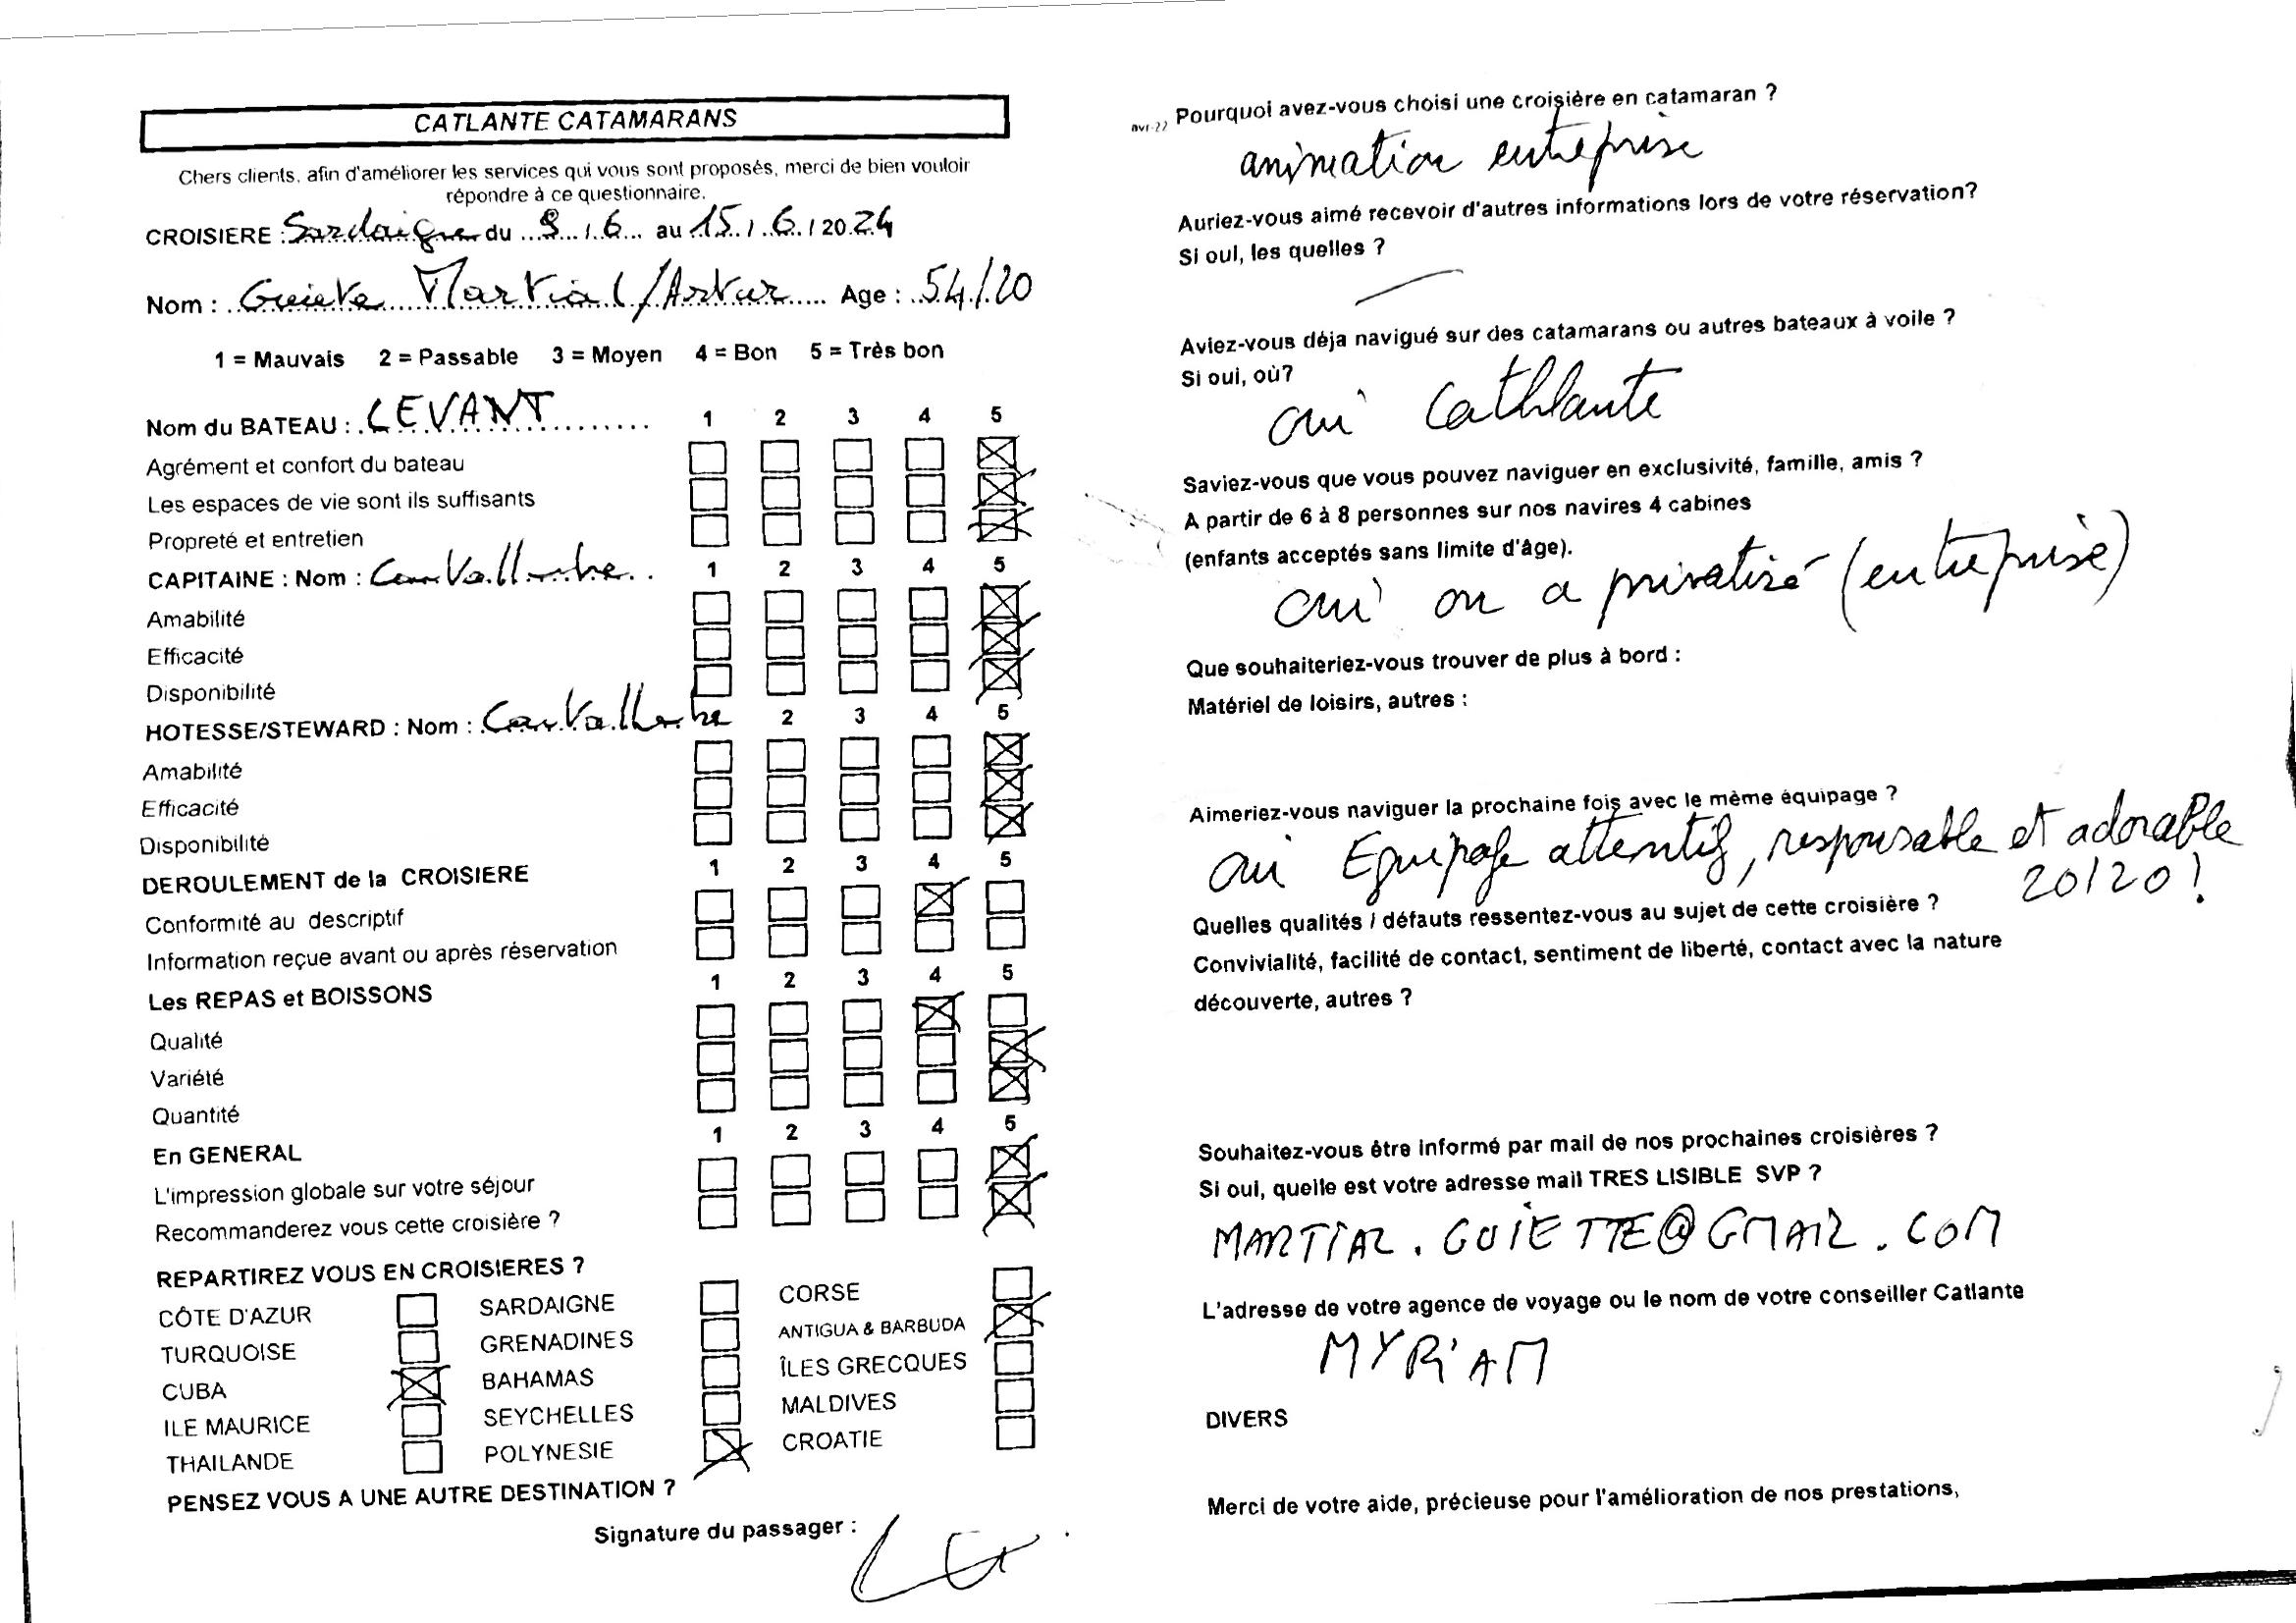 CATLANTE CATAMARANS
Chers clients, afin d'améliorer les services qui vous sont proposés, merci de bien vouloir
répondre à ce questionnaire.
CROISIERE : Sardaigne du 9 / 6 au 15 / 6 / 2024
Nom : Guiette Martial / Artur Age : 54 / 20
1 = Mauvais 2 = Passable 3 = Moyen 4 = Bon 5 = Très bon
Nom du BATEAU : LEVANT 1 2 3 4 5
Agrément et confort du bateau
Les espaces de vie sont ils suffisants
Propreté et entretien
CAPITAINE : Nom : 1 2 3 4 5
Amabilité
Efficacité
Disponibilité
HOTESSE/STEWARD : Nom : 2 3 4 5
Amabilité
Efficacité
Disponibilité
DEROULEMENT de la CROISIERE 1 2 3 4 5
Conformité au descriptif
Information reçue avant ou après réservation
Les REPAS et BOISSONS 1 2 3 4 5
Qualité
Variété
Quantité
En GENERAL 1 2 3 4 5
L'impression globale sur votre séjour
Recommanderez vous cette croisière ?
REPARTIREZ VOUS EN CROISIERES ?
CÔTE D'AZUR SARDAIGNE CORSE
TURQUOISE GRENADINES ANTIGUA & BARBUDA
CUBA BAHAMAS ÎLES GRECQUES
ILE MAURICE SEYCHELLES MALDIVES
THAILANDE POLYNESIE CROATIE
PENSEZ VOUS A UNE AUTRE DESTINATION ?
Signature du passager :
avr-22 Pourquoi avez-vous choisi une croisière en catamaran ?
animation entreprise
Auriez-vous aimé recevoir d'autres informations lors de votre réservation?
Si oui, les quelles ?
Aviez-vous déja navigué sur des catamarans ou autres bateaux à voile ?
Si oui, où?
oui Cathlante
Saviez-vous que vous pouvez naviguer en exclusivité, famille, amis ?
A partir de 6 à 8 personnes sur nos navires 4 cabines
(enfants acceptés sans limite d'âge).
oui on a privatisé (entreprise)
Que souhaiteriez-vous trouver de plus à bord :
Matériel de loisirs, autres :
Aimeriez-vous naviguer la prochaine fois avec le même équipage ?
oui Equipage attentif, responsable et adorable
20/20 !
Quelles qualités / défauts ressentez-vous au sujet de cette croisière ?
Convivialité, facilité de contact, sentiment de liberté, contact avec la nature
découverte, autres ?
Souhaitez-vous être informé par mail de nos prochaines croisières ?
Si oui, quelle est votre adresse mail TRES LISIBLE SVP ?
MARTIAL.GUIETTE@GMAIL.COM
L'adresse de votre agence de voyage ou le nom de votre conseiller Catlante
MYRIAM
DIVERS
Merci de votre aide, précieuse pour l'amélioration de nos prestations,